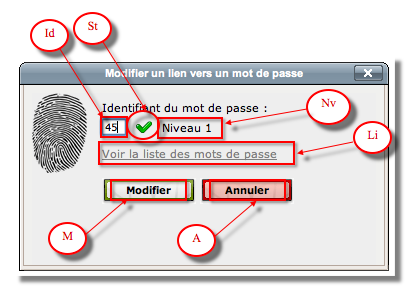 Id
St
Modifier un lien vers un mot de passe
Nv
Identifiant du mot de passe :
45
Niveau 1
Li
Voir la liste des mots de passe
Modifier
Annuler
M
A